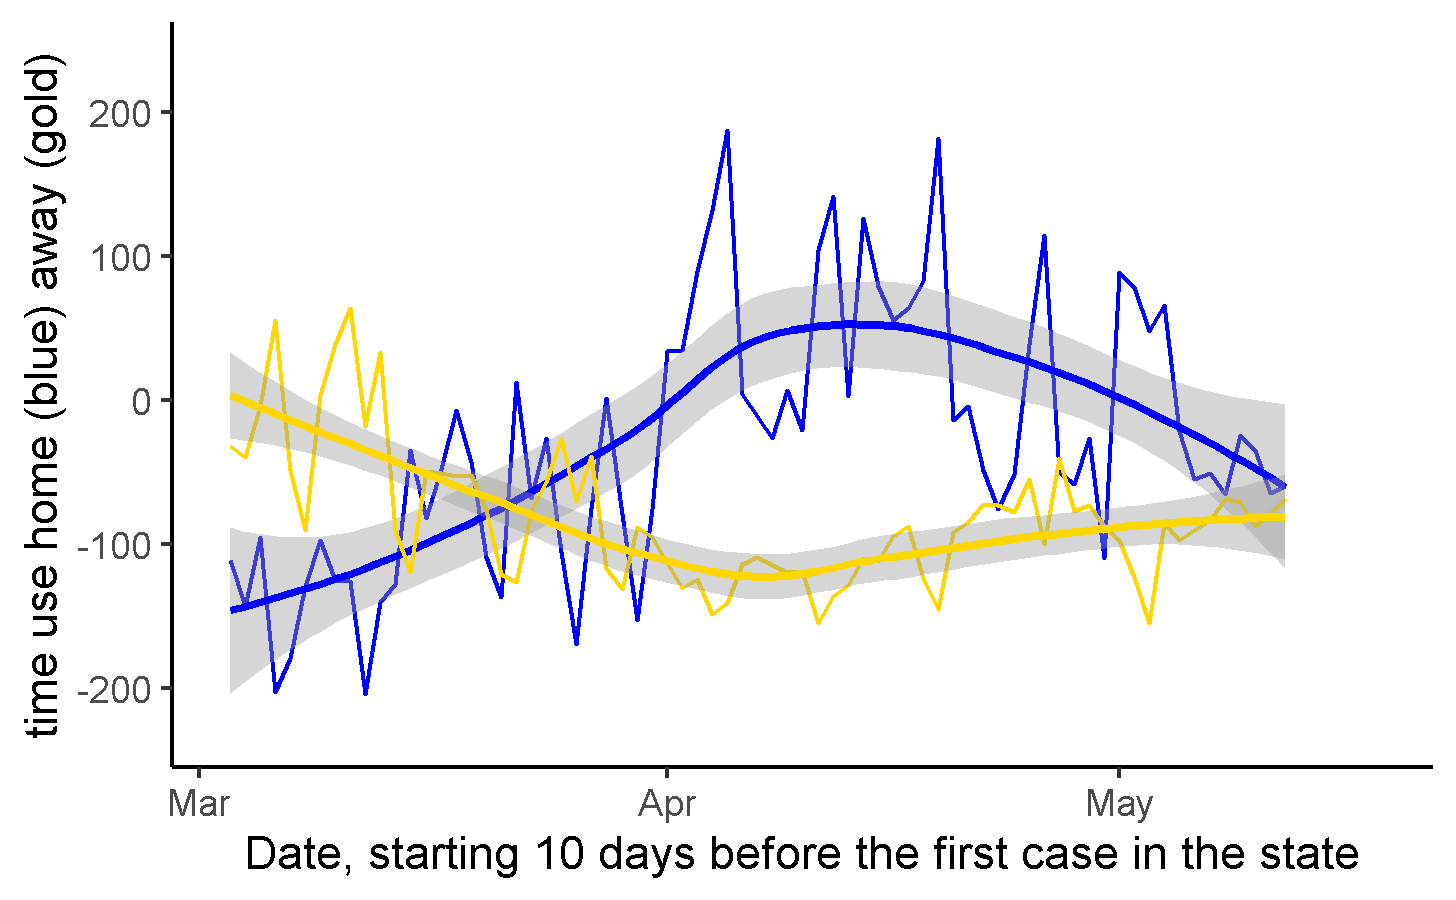 time use home (blue) away (gold)
200
100
0
-100
-200
Mar
Apr
May
Date, starting 10 days before the first case in the state